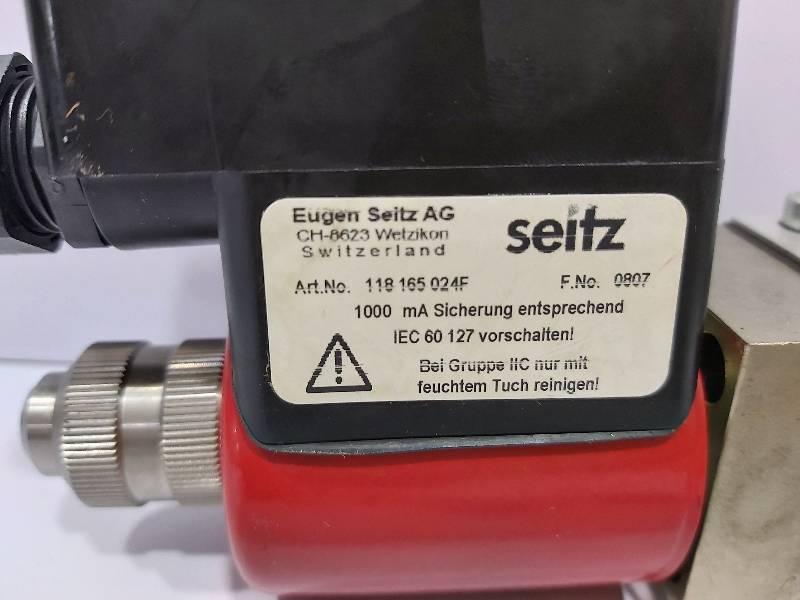 Eugen Seitz AG
CH-8623 Wetzikon
Switzerland
seitz
Art.No. 118 165 024F F.No. 0807
1000 mA Sicherung entsprechend
IEC 60 127 vorschalten!
Bei Gruppe IIC nur mit
feuchtem Tuch reinigen!